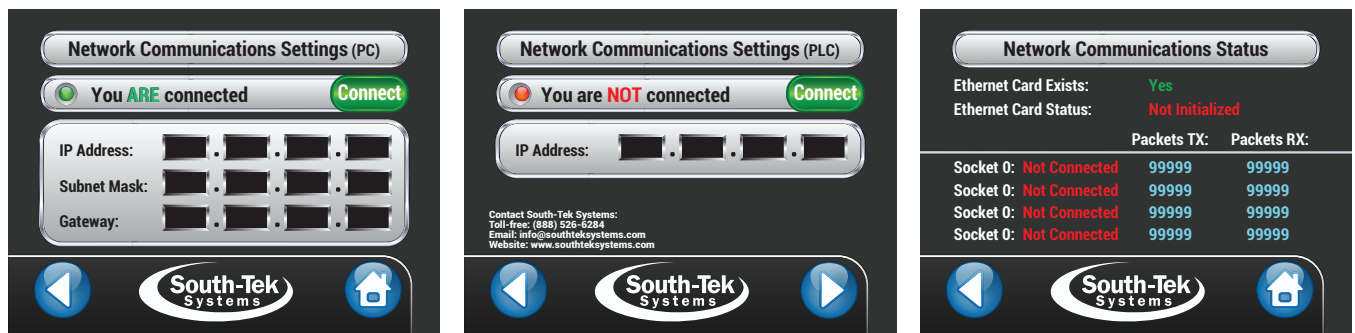 Network Communications Settings (PC)
You ARE connected
Connect
IP Address:
. . .
Subnet Mask:
. . .
Gateway:
. . .
South-Tek
Systems
Network Communications Settings (PLC)
You are NOT connected
Connect
IP Address:
. . .
Contact South-Tek Systems:
Toll-free: (888) 526-6284
Email: info@southteksystems.com
Website: www.southteksystems.com
South-Tek
Systems
Network Communications Status
Ethernet Card Exists: Yes
Ethernet Card Status: Not Initialized
Packets TX: Packets RX:
Socket 0: Not Connected 99999 99999
Socket 0: Not Connected 99999 99999
Socket 0: Not Connected 99999 99999
Socket 0: Not Connected 99999 99999
South-Tek
Systems